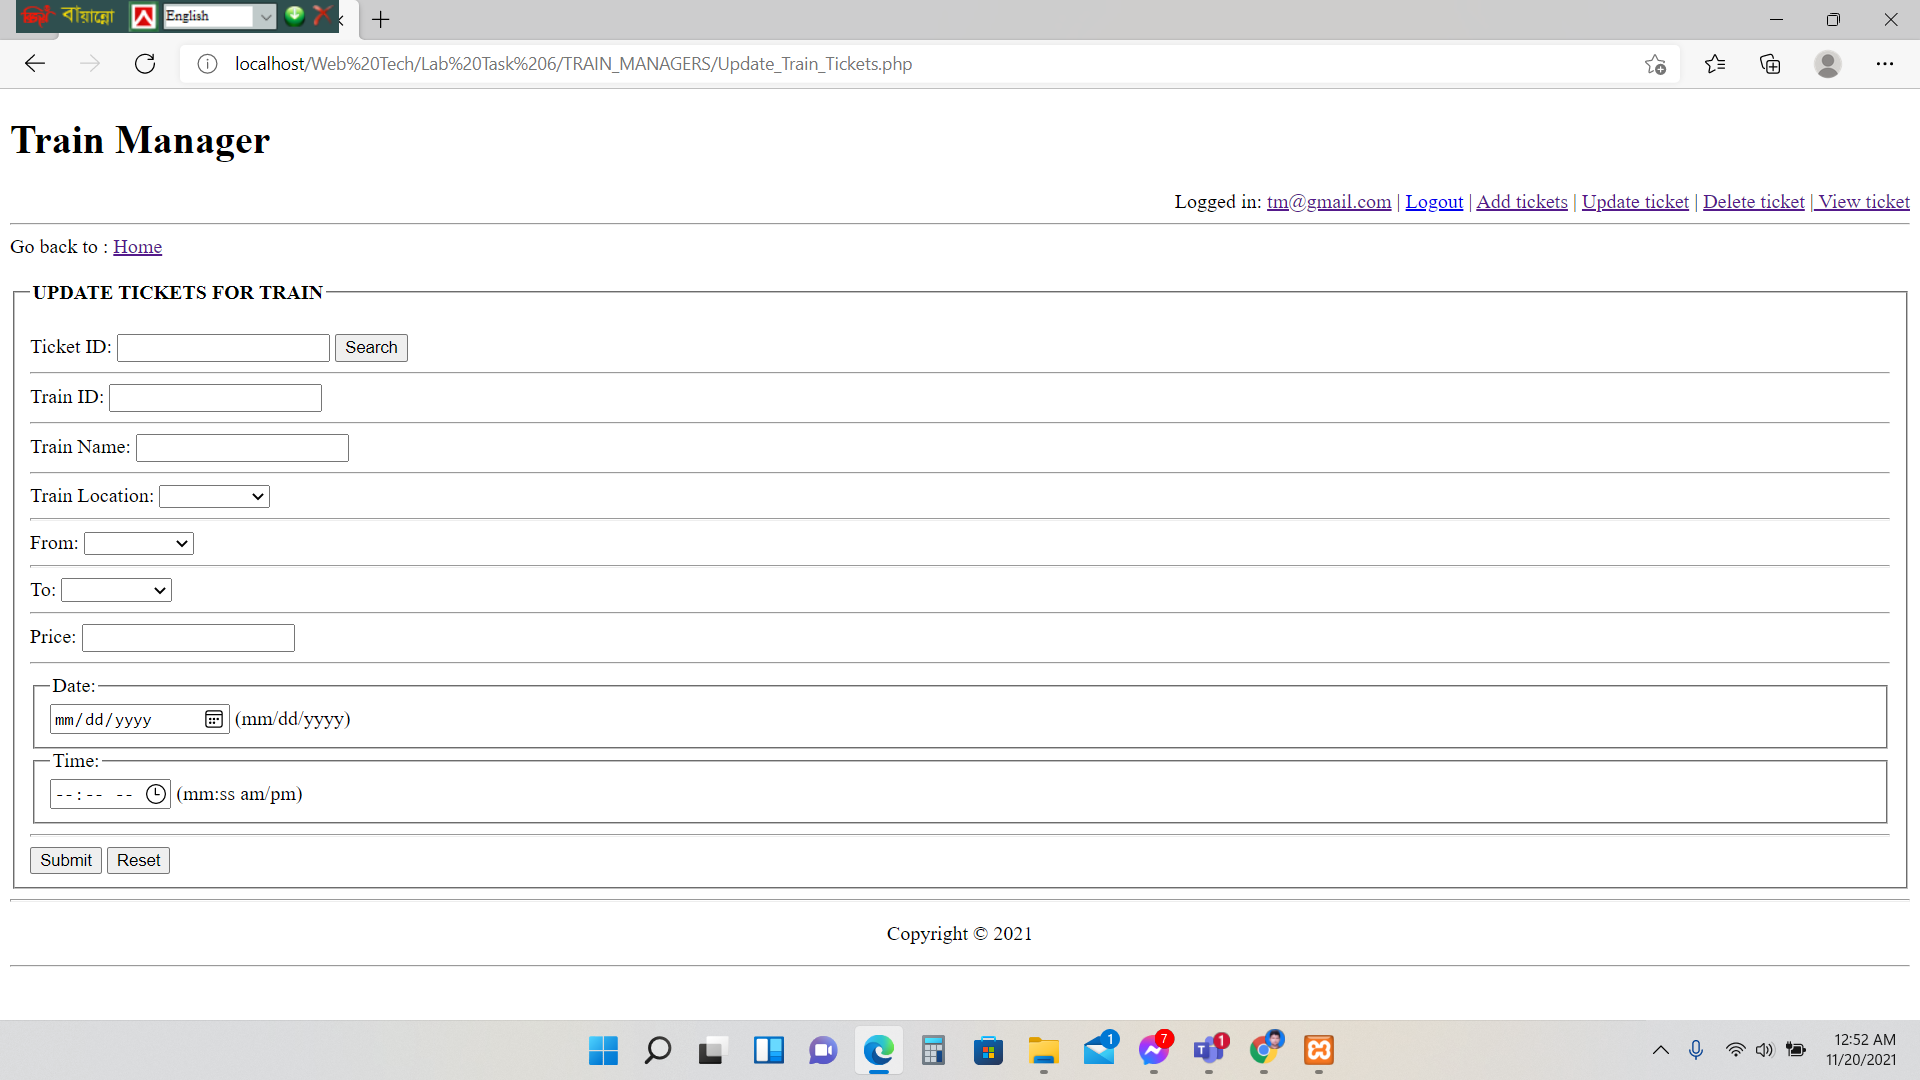 বায়ান্নো English
localhost/Web%20Tech/Lab%20Task%206/TRAIN_MANAGERS/Update_Train_Tickets.php
Train Manager
Logged in: tm@gmail.com | Logout | Add tickets | Update ticket | Delete ticket | View ticket
Go back to : Home
UPDATE TICKETS FOR TRAIN
Ticket ID: Search
Train ID:
Train Name:
Train Location:
From:
To:
Price:
Date:
mm/dd/yyyy (mm/dd/yyyy)
Time:
--:-- -- (mm:ss am/pm)
Submit Reset
Copyright © 2021
1 7 1
12:52 AM
11/20/2021